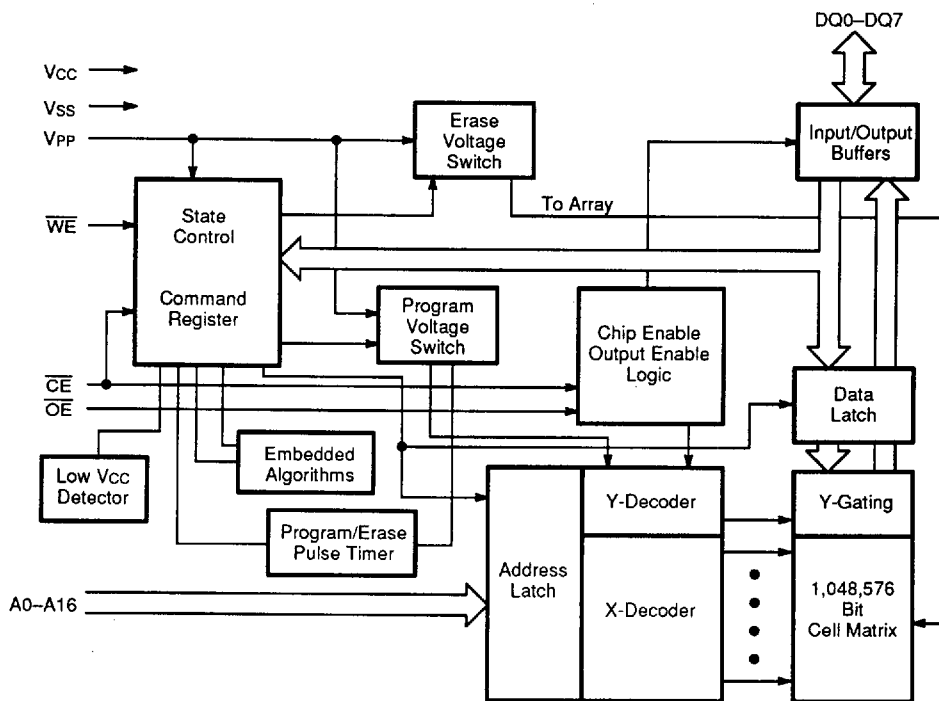 DQ0–DQ7
VCC
VSS
VPP
Erase
Voltage
Switch
Input/Output
Buffers
To Array
WE
State
Control
Command
Register
Program
Voltage
Switch
Chip Enable
Output Enable
Logic
CE
OE
Data
Latch
Low VCC
Detector
Embedded
Algorithms
Program/Erase
Pulse Timer
Y-Decoder
Y-Gating
Address
Latch
X-Decoder
1,048,576
Bit
Cell Matrix
A0–A16